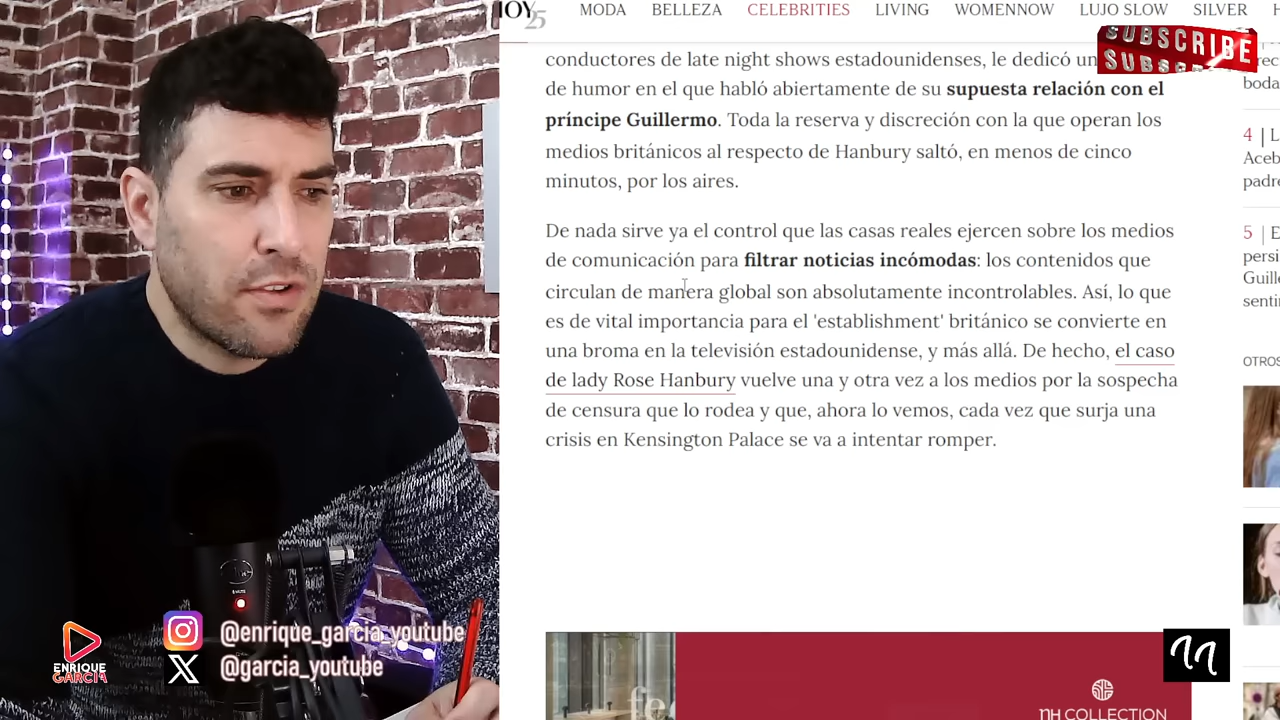 HOY
25
MODA
BELLEZA
CELEBRITIES
LIVING
WOMENNOW
LUJO SLOW
SILVER
SUBSCRIBE
conductores de late night shows estadounidenses, le dedicó un
de humor en el que habló abiertamente de su supuesta relación con el
príncipe Guillermo. Toda la reserva y discreción con la que operan los
medios británicos al respecto de Hanbury saltó, en menos de cinco
minutos, por los aires.
De nada sirve ya el control que las casas reales ejercen sobre los medios
de comunicación para filtrar noticias incómodas: los contenidos que
circulan de manera global son absolutamente incontrolables. Así, lo que
es de vital importancia para el 'establishment' británico se convierte en
una broma en la televisión estadounidense, y más allá. De hecho, el caso
de lady Rose Hanbury vuelve una y otra vez a los medios por la sospecha
de censura que lo rodea y que, ahora lo vemos, cada vez que surja una
crisis en Kensington Palace se va a intentar romper.
boda
4 | L
Aceb
padre
5 | E
persi
Guill
senti
OTROS
ENRIQUE
GARCIA
@enrique_garcia_youtube
@garcia_youtube
NH COLLECTION